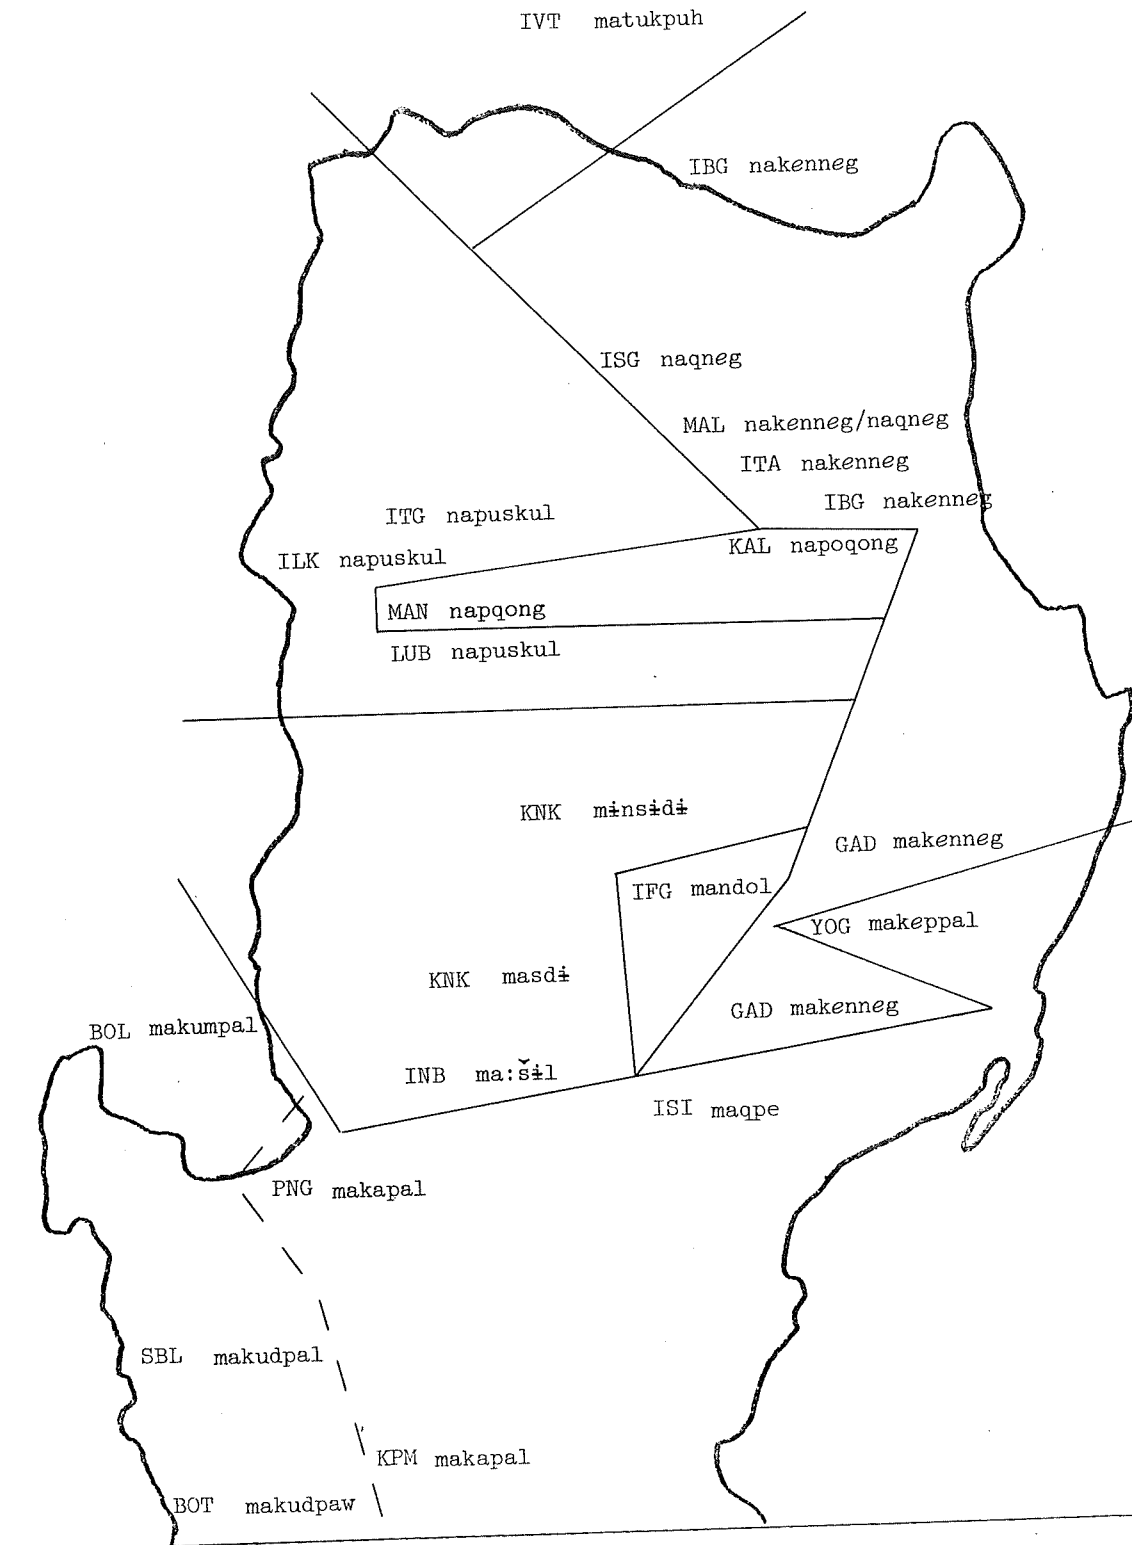 IVT matukpuh
IBG nakenneg
ISG naqneg
MAL nakenneg/naqneg
ITA nakenneg
IBG nakenneg
ITG napuskul
KAL napoqong
ILK napuskul
MAN napqong
LUB napuskul
KNK mɨnsɨdɨ
GAD makenneg
IFG mandol
YOG makeppal
KNK masdɨ
GAD makenneg
BOL makumpal
INB ma:šɨl
ISI maqpe
PNG makapal
SBL makudpal
KPM makapal
BOT makudpaw